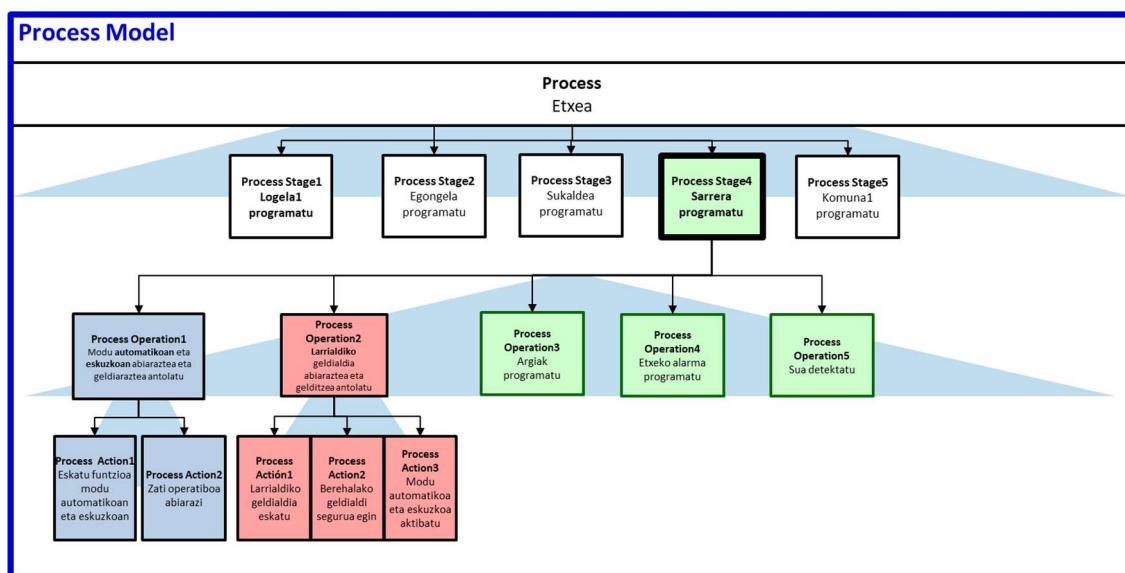 Process Model
Process
Etxea
Process Stage1
Logela1
programatu
Process Stage2
Egongela
programatu
Process Stage3
Sukaldea
programatu
Process Stage4
Sarrera
programatu
Process Stage5
Komuna1
programatu
Process Operation1
Modu automatikoan eta
eskuzkoan abiaraztea eta
geldiaraztea antolatu
Process
Operation2
Larrialdiko
geldialdia
abiaraztea eta
gelditzea antolatu
Process
Operation3
Argiak
programatu
Process
Operation4
Etxeko alarma
programatu
Process
Operation5
Sua detektatu
Process Action1
Eskatu funtzioa
modu
automatikoan
eta eskuzkoan
Process Action2
Zati operatiboa
abiarazi
Process
Actión1
Larrialdiko
geldialdia
eskatu
Process
Action2
Berehalako
geldialdi
segurua egin
Process
Action3
Modu
automatikoa
eta eskuzkoa
aktibatu